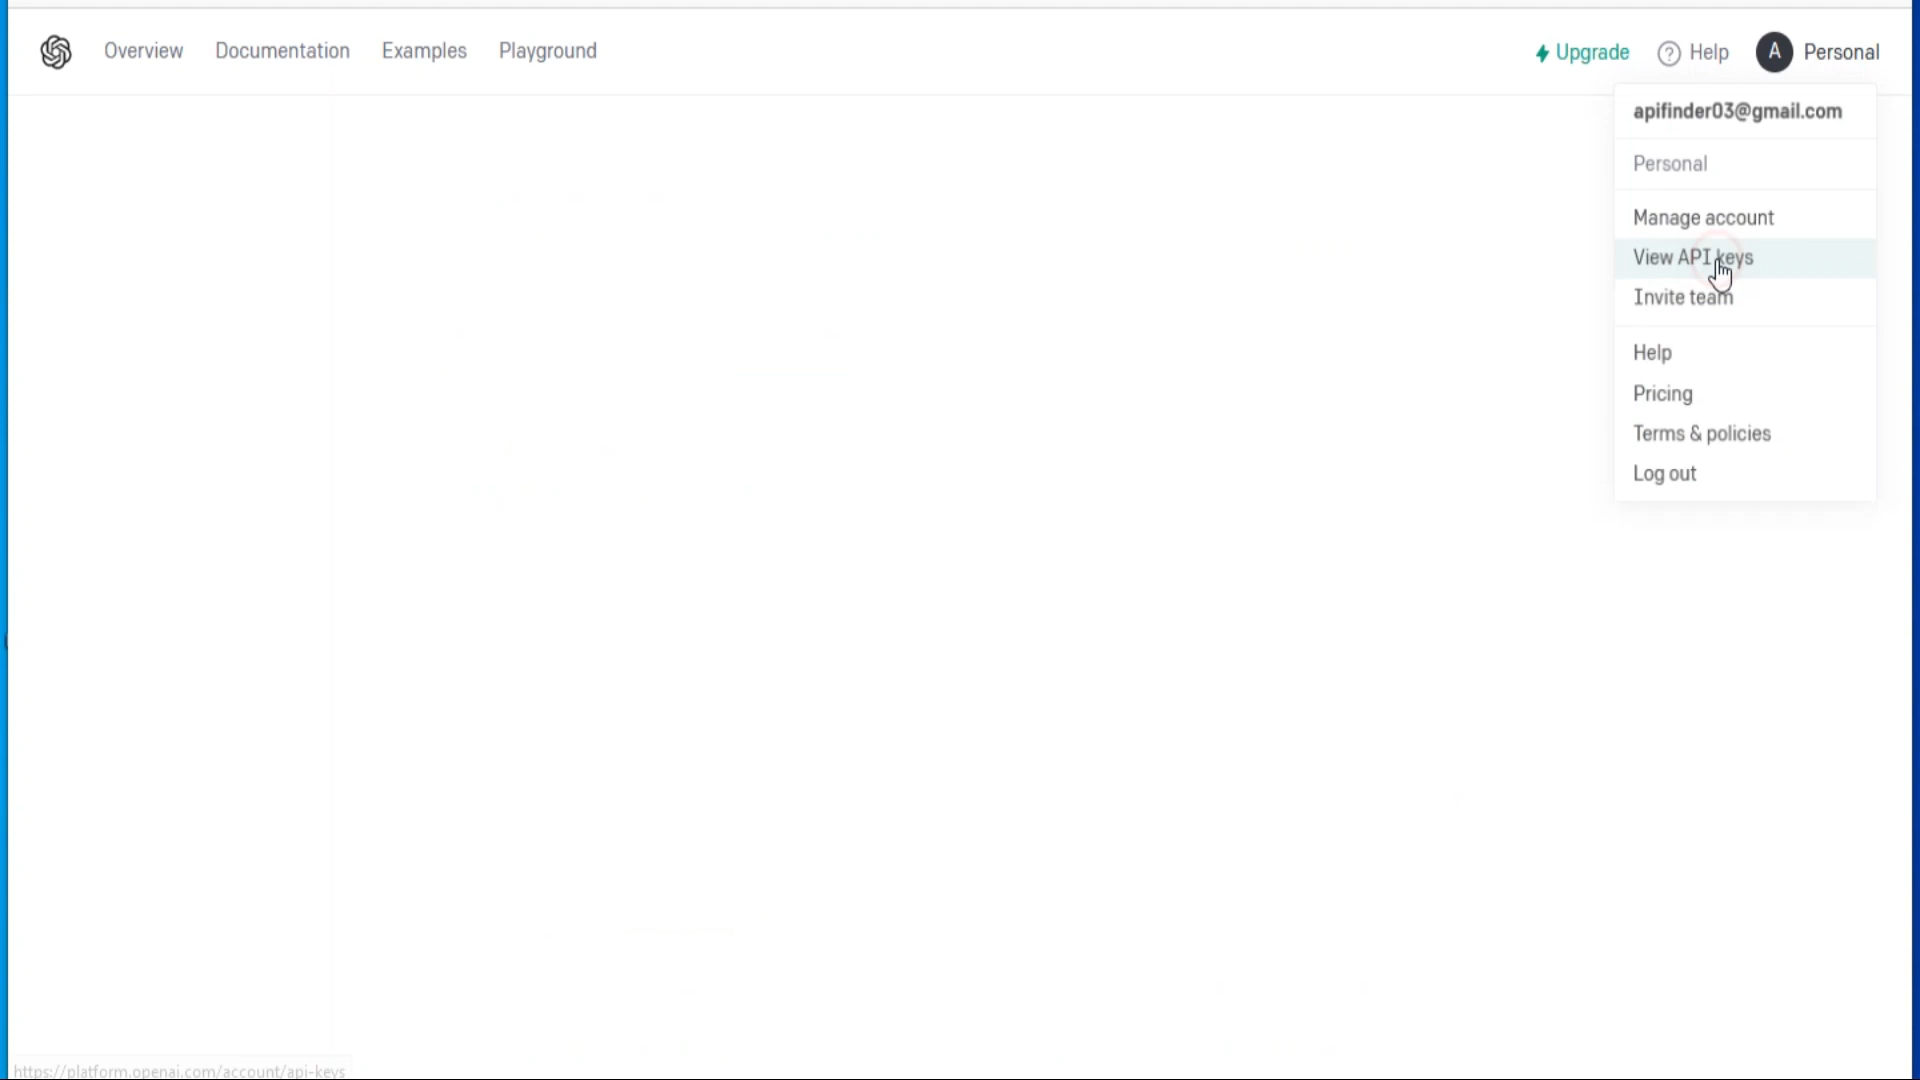 Overview Documentation Examples Playground Upgrade Help A Personal
apifinder03@gmail.com
Personal
Manage account
View API keys
Invite team
Help
Pricing
Terms & policies
Log out
https://platform.openai.com/account/api-keys